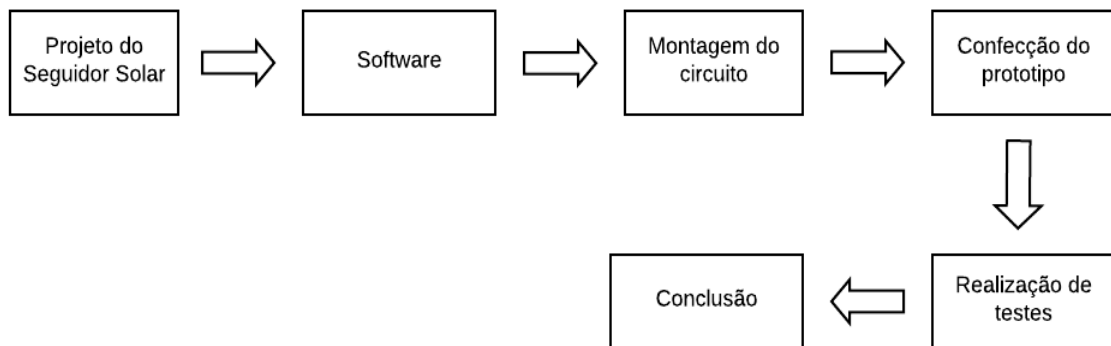 Projeto do
Seguidor Solar
Software
Montagem do
circuito
Confecção do
prototipo
Realização de
testes
Conclusão